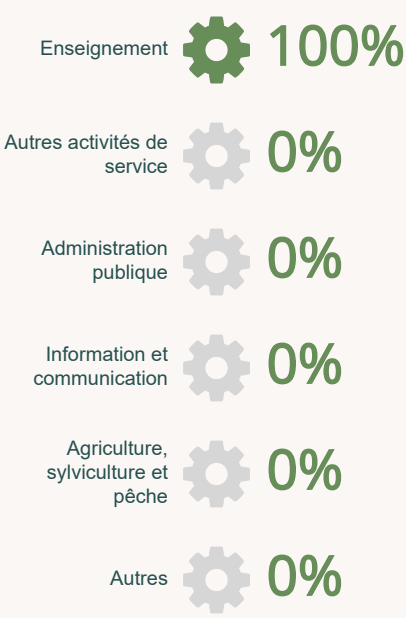 Enseignement 100%
Autres activités de
service
0%
Administration
publique
0%
Information et
communication
0%
Agriculture,
sylviculture et
pêche
0%
Autres 0%